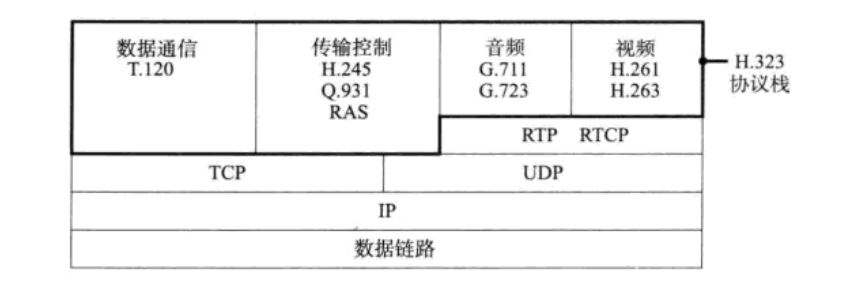 数据通信
T.120
传输控制
H.245
Q.931
RAS
音频
G.711
G.723
视频
H.261
H.263
H.323
协议栈
RTP RTCP
TCP
UDP
IP
数据链路